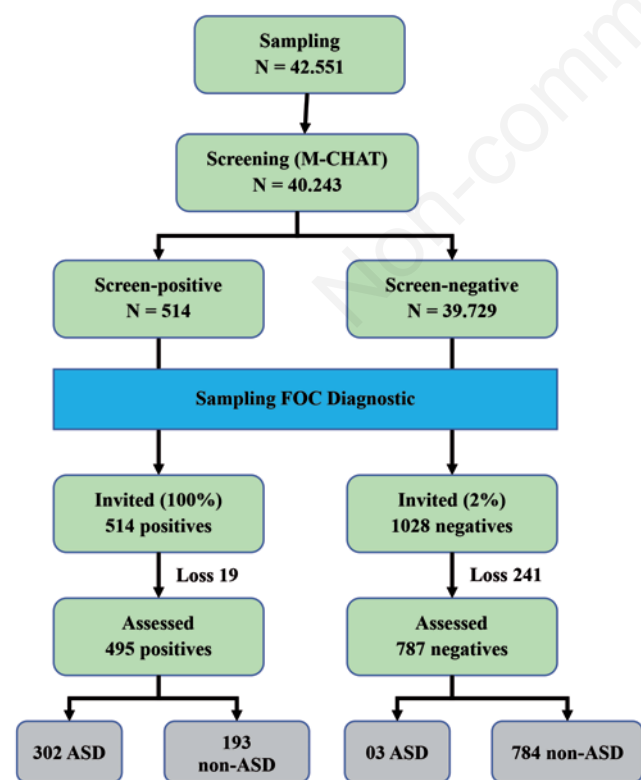 Sampling
N = 42.551
Screening (M-CHAT)
N = 40.243
Screen-positive
N = 514
Screen-negative
N = 39.729
Sampling FOC Diagnostic
Invited (100%)
514 positives
Invited (2%)
1028 negatives
Loss 19
Loss 241
Assessed
495 positives
Assessed
787 negatives
302 ASD
193
non-ASD
03 ASD
784 non-ASD
Non-comm